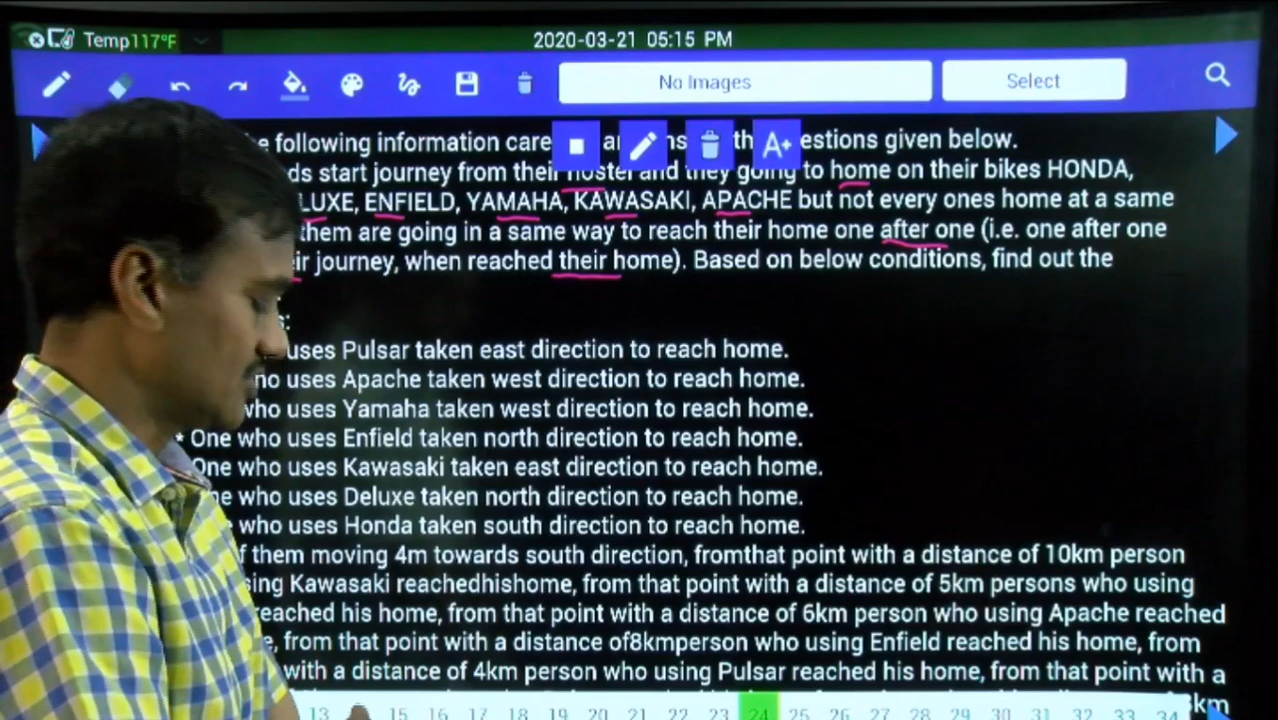 Temp117°F
2020-03-21 05:15 PM
No Images
Select
A+
following information care estions given below.
start journey from their hostel and they going to home on their bikes HONDA,
LUXE, ENFIELD, YAMAHA, KAWASAKI, APACHE but not every ones home at a same
them are going in a same way to reach their home one after one (i.e. one after one
journey, when reached their home). Based on below conditions, find out the
uses Pulsar taken east direction to reach home.
uses Apache taken west direction to reach home.
who uses Yamaha taken west direction to reach home.
* One who uses Enfield taken north direction to reach home.
One who uses Kawasaki taken east direction to reach home.
who uses Deluxe taken north direction to reach home.
who uses Honda taken south direction to reach home.
them moving 4m towards south direction, fromthat point with a distance of 10km person
Kawasaki reachedhishome, from that point with a distance of 5km persons who using
reached his home, from that point with a distance of 6km person who using Apache reached
from that point with a distance of8kmperson who using Enfield reached his home, from
with a distance of 4km person who using Pulsar reached his home, from that point with a
km
13 15 16 17 18 19 20 21 22 23 24 25 26 27 28 29 30 31 32 33 34